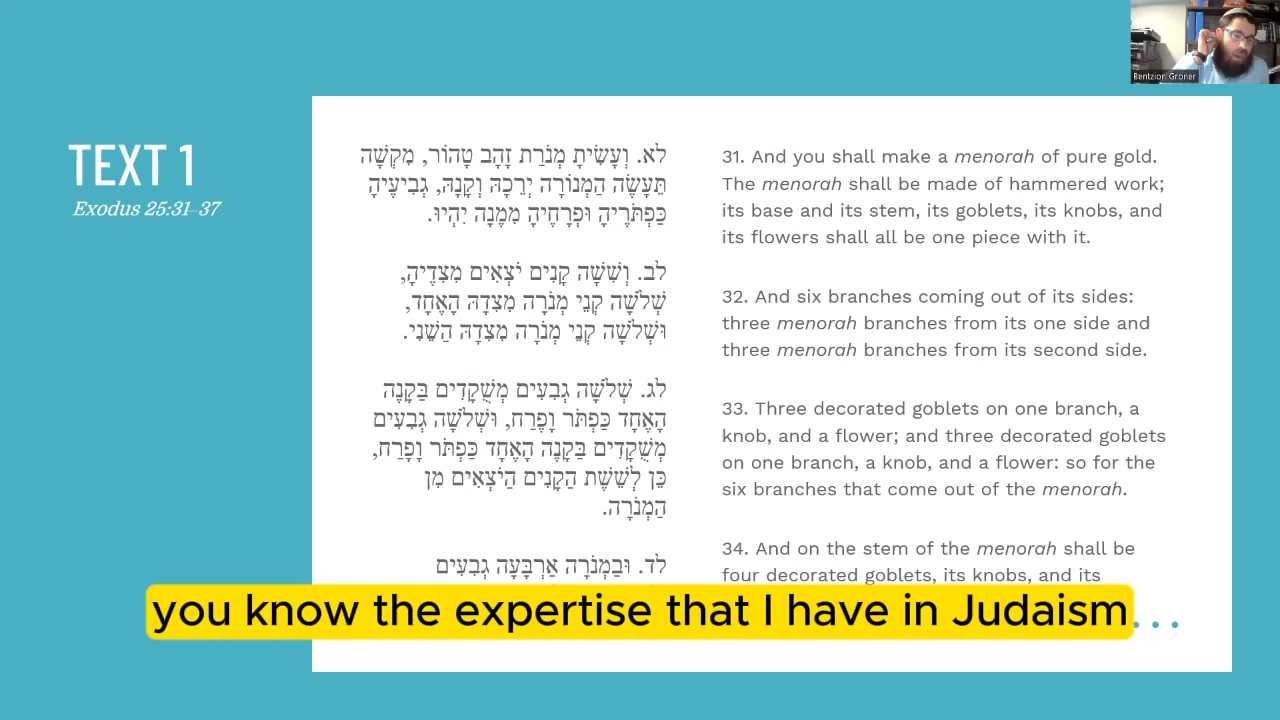 Bentzion Groner
TEXT 1
Exodus 25:31–37
לא. וְעָשִׂיתָ מְנֹרַת זָהָב טָהוֹר, מִקְשָׁה
תֵּעָשֶׂה הַמְנוֹרָה יְרֵכָהּ וְקָנָהּ, גְבִיעֶיהָ
כַּפְתֹּרֶיהָ וּפְרָחֶיהָ מִמֶנָה יִהְיוּ.
לב. וְשִׁשָׁה קָנִים יֹצְאִים מִצִדֶיהָ,
שְׁלֹשָׁה קְנֵי מְנֹרָה מִצִדָהּ הָאֶחָד,
וּשְׁלֹשָׁה קְנֵי מְנֹרָה מִצִדָהּ הַשֵׁנִי.
לג. שְׁלֹשָׁה גְבִעִים מְשֻׁקָדִים בַּקָנֶה
הָאֶחָד כַּפְתֹּר וָפֶרַח, וּשְׁלֹשָׁה גְבִעִים
מְשֻׁקָדִים בַּקָנֶה הָאֶחָד כַּפְתֹּר וָפָרַח,
כֵּן לְשֵׁשֶׁת הַקָנִים הַיֹצְאִים מִן
הַמְנֹרָה.
לד. וּבַמְנֹרָה אַרְבָּעָה גְבִעִים
31. And you shall make a menorah of pure gold.
The menorah shall be made of hammered work;
its base and its stem, its goblets, its knobs, and
its flowers shall all be one piece with it.
32. And six branches coming out of its sides:
three menorah branches from its one side and
three menorah branches from its second side.
33. Three decorated goblets on one branch, a
knob, and a flower; and three decorated goblets
on one branch, a knob, and a flower: so for the
six branches that come out of the menorah.
34. And on the stem of the menorah shall be
four decorated goblets, its knobs, and its
you know the expertise that I have in Judaism
...